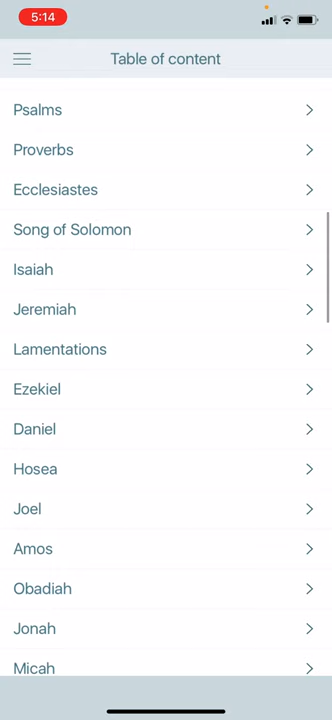 5:14
Table of content
Psalms
Proverbs
Ecclesiastes
Song of Solomon
Isaiah
Jeremiah
Lamentations
Ezekiel
Daniel
Hosea
Joel
Amos
Obadiah
Jonah
Micah